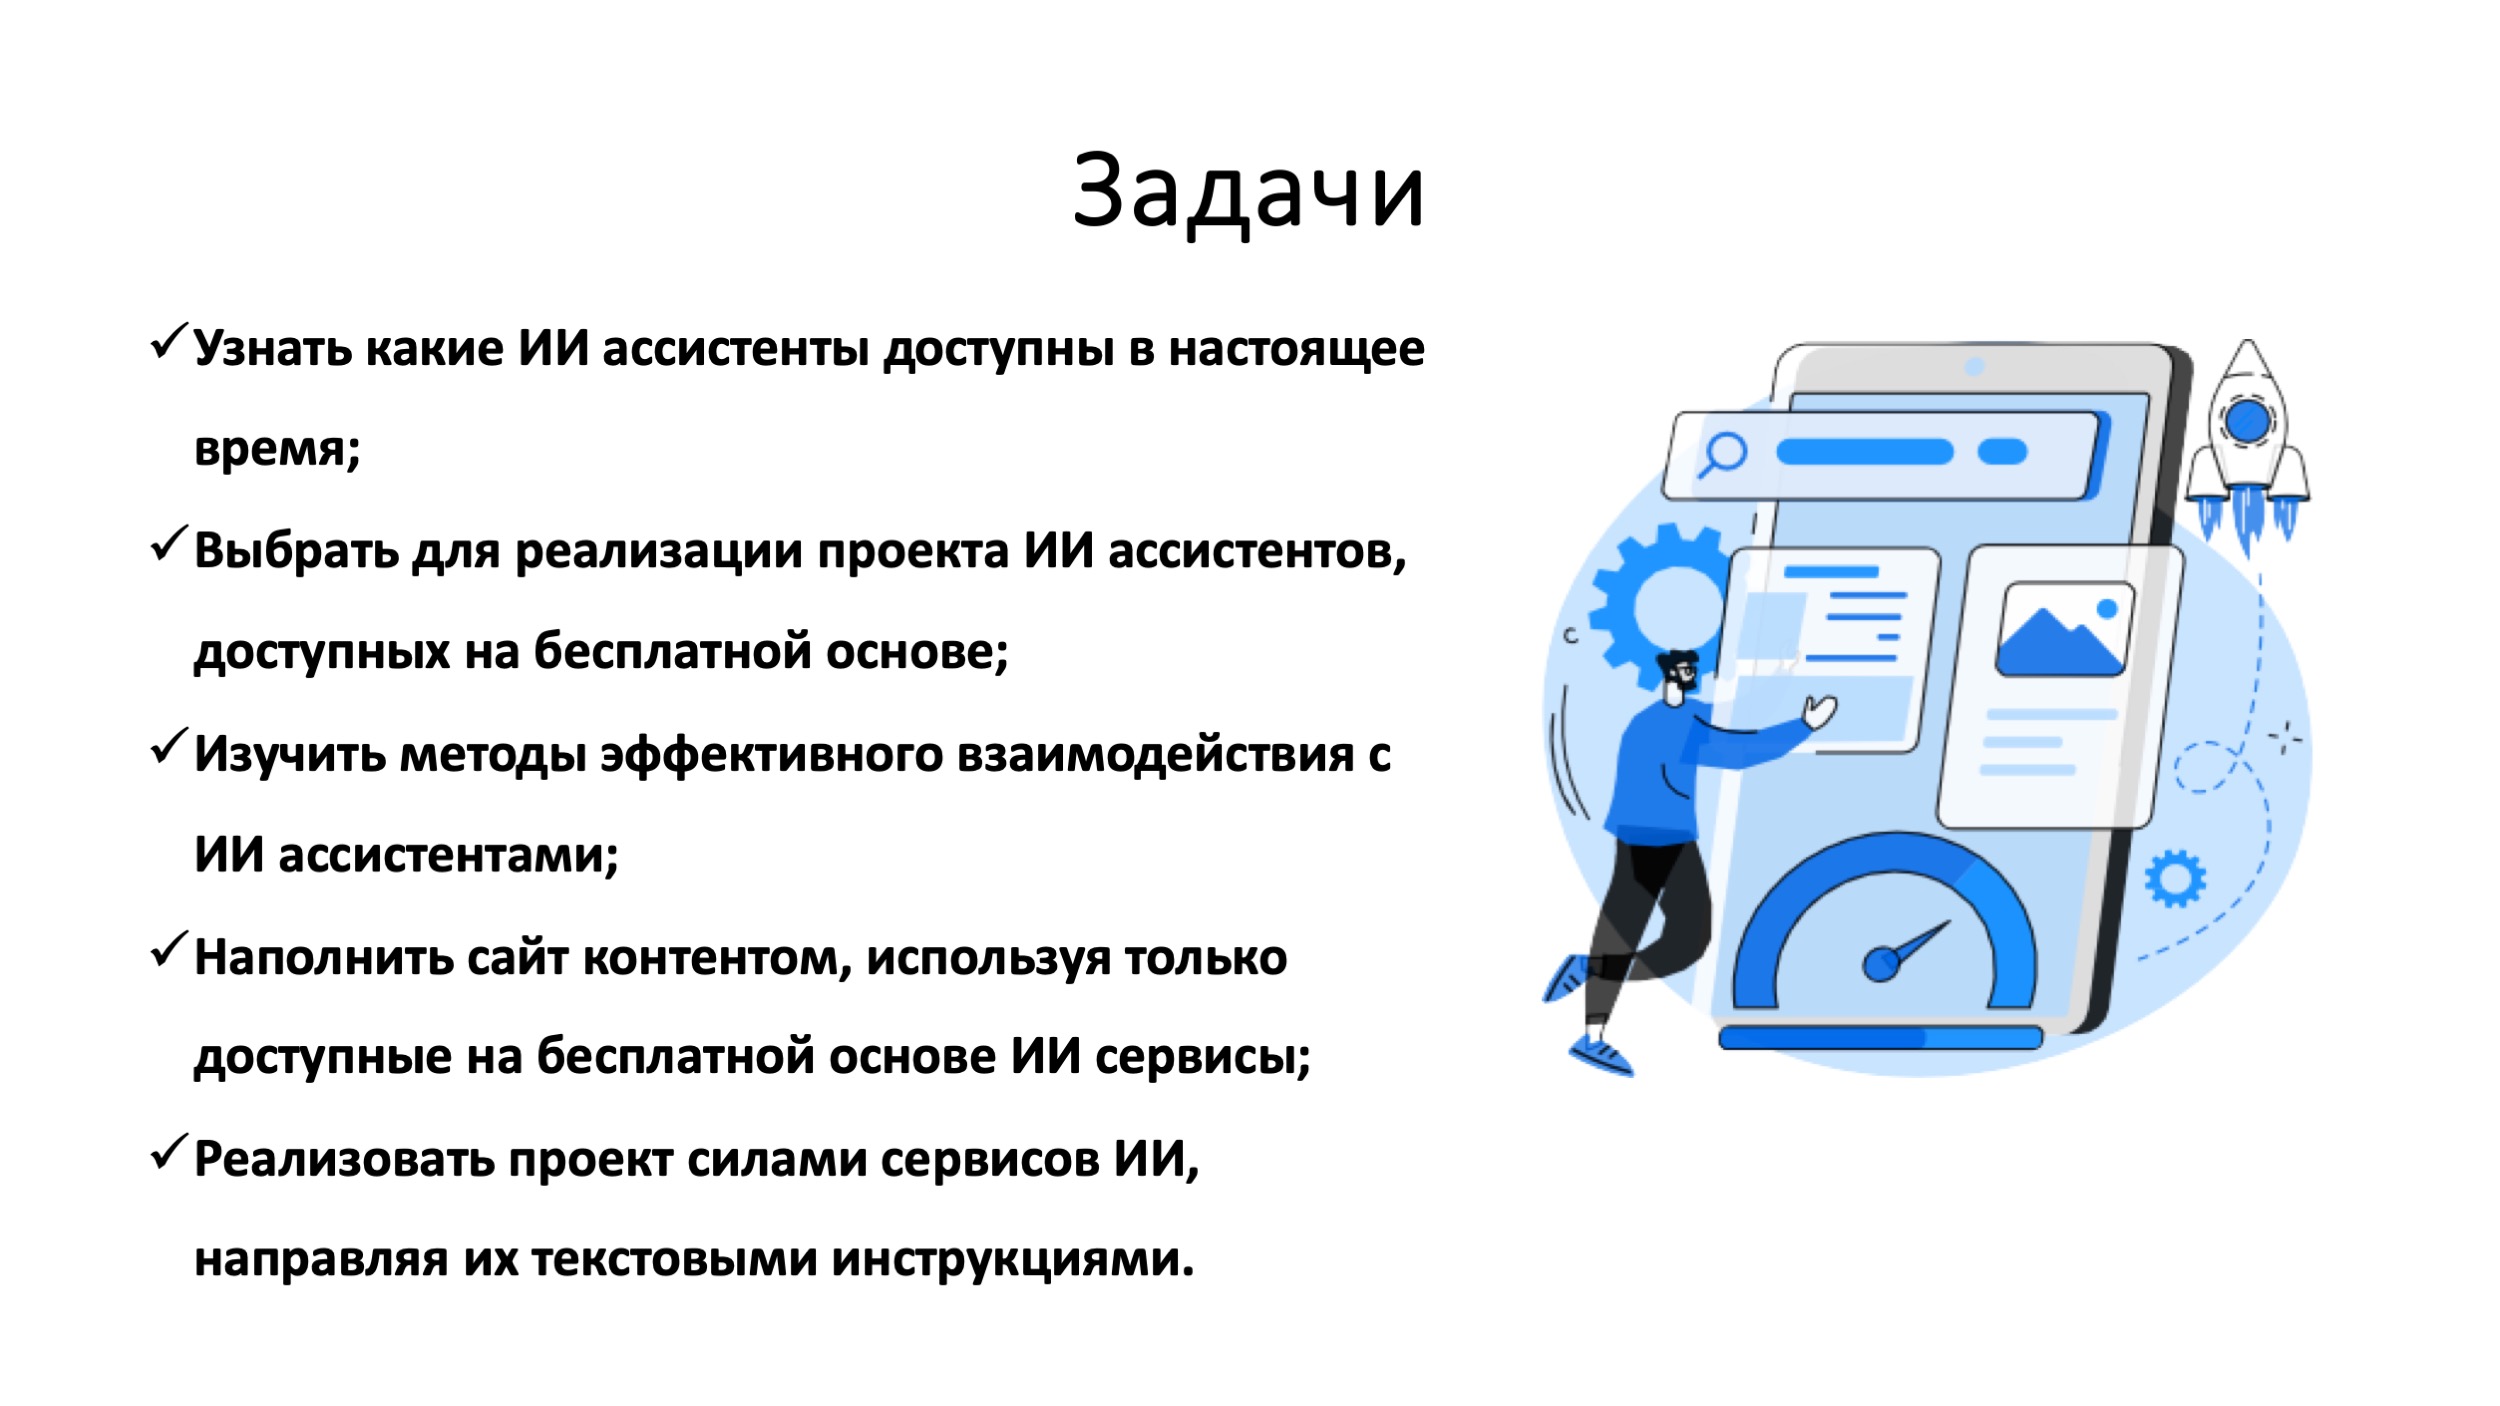 Задачи
✓Узнать какие ИИ ассистенты доступны в настоящее
время;
✓Выбрать для реализации проекта ИИ ассистентов,
доступных на бесплатной основе;
✓Изучить методы эффективного взаимодействия с
ИИ ассистентами;
✓Наполнить сайт контентом, используя только
доступные на бесплатной основе ИИ сервисы;
✓Реализовать проект силами сервисов ИИ,
направляя их текстовыми инструкциями.